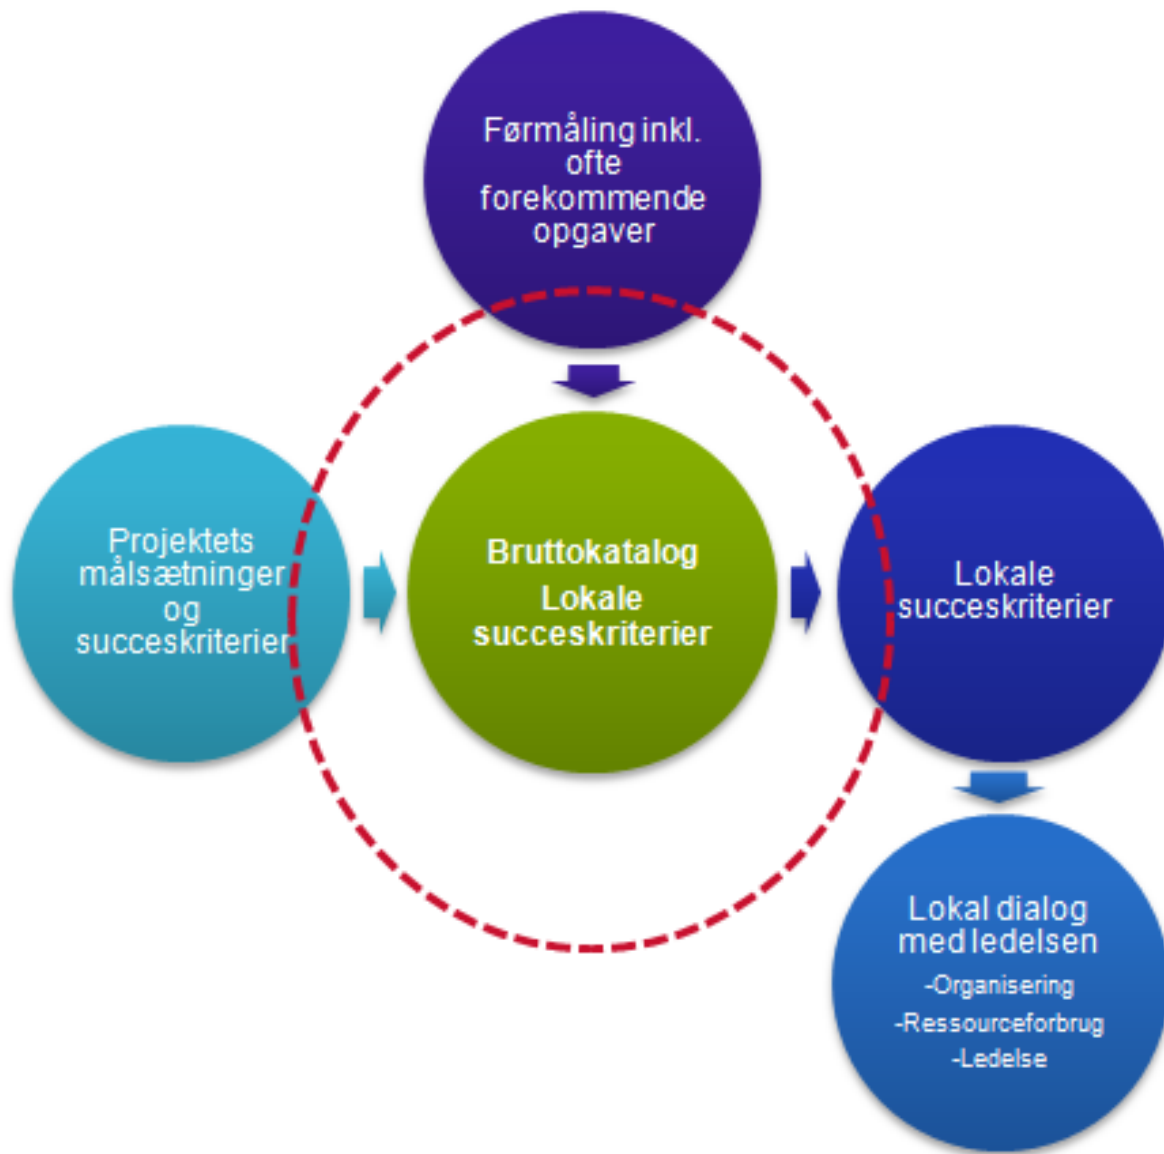 Førmåling inkl.
ofte
forekommende
opgaver
Projektets
målsætninger
og
succeskriterier
Bruttokatalog
Lokale
succeskriterier
Lokale
succeskriterier
Lokal dialog
med ledelsen
-Organisering
-Ressourceforbrug
-Ledelse